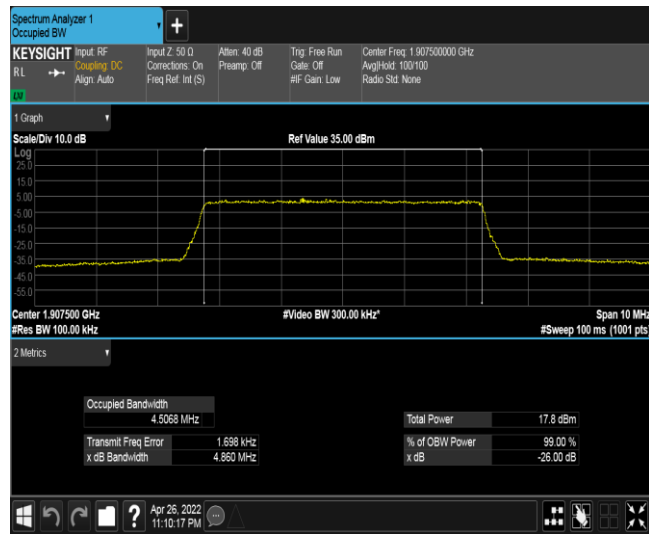 Spectrum Analyzer 1
Occupied BW
+
KEYSIGHT Input: RF Input Z: 50 Ω Atten: 40 dB Trig: Free Run Center Freq: 1.907500000 GHz
R L Coupling: DC Corrections: On Preamp: Off Gate: Off Avg|Hold: 100/100
Align: Auto Freq Ref: Int (S) #IF Gain: Low Radio Std: None
1 Graph
Scale/Div 10.0 dB Ref Value 35.00 dBm
Log
25.0
15.0
5.00
-5.00
-15.0
-25.0
-35.0
-45.0
-55.0
Center 1.907500 GHz #Video BW 300.00 kHz* Span 10 MHz
#Res BW 100.00 kHz #Sweep 100 ms (1001 pts)
2 Metrics
Occupied Bandwidth
4.5068 MHz Total Power 17.8 dBm
Transmit Freq Error 1.698 kHz % of OBW Power 99.00 %
x dB Bandwidth 4.860 MHz x dB -26.00 dB
? Apr 26, 2022
11:10:17 PM